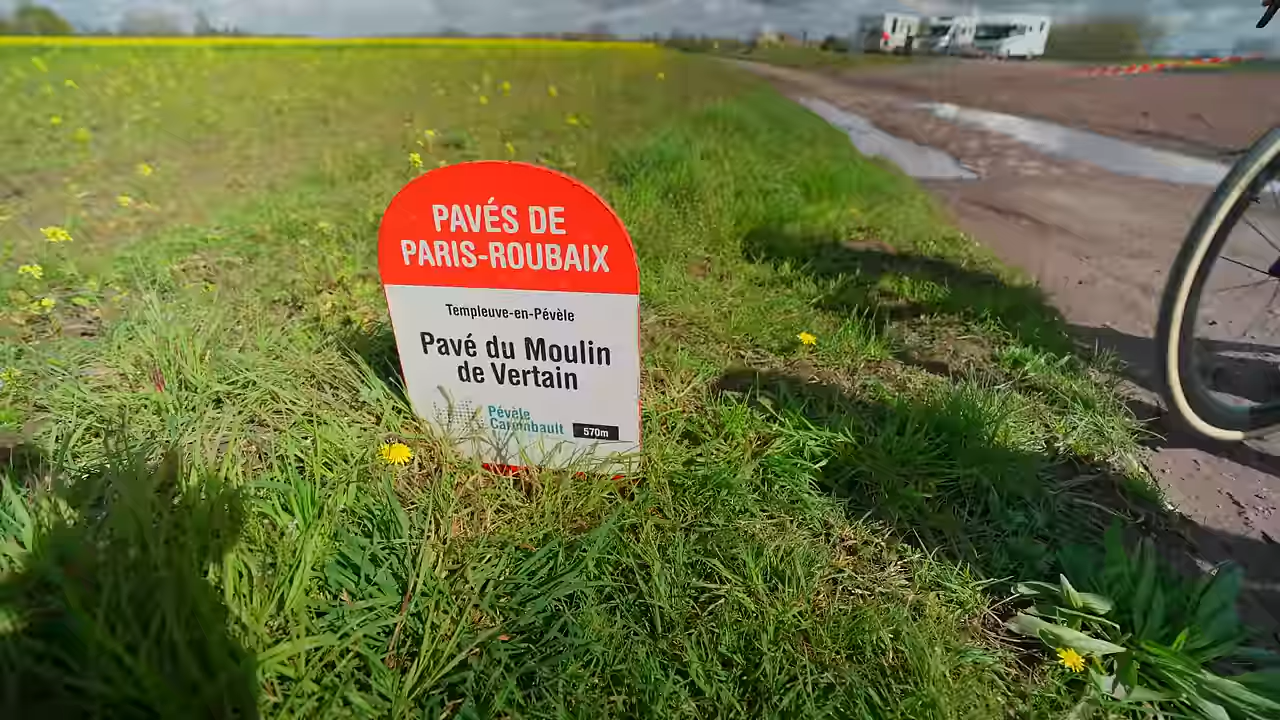 PAVÉS DE
PARIS-ROUBAIX
Templeuve-en-Pévèle
Pavé du Moulin
de Vertain
Pévèle
Carembault
570m